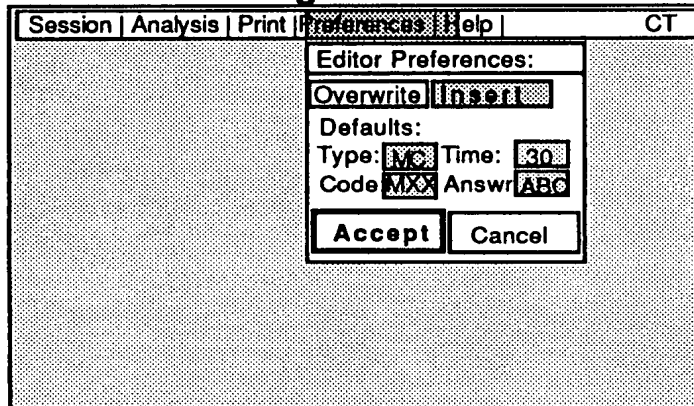 Session | Analysis | Print | Preferences | Help | CT
Editor Preferences:
Overwrite Insert
Defaults:
Type: MC Time: 30
Code MXX Answr ABC
Accept Cancel